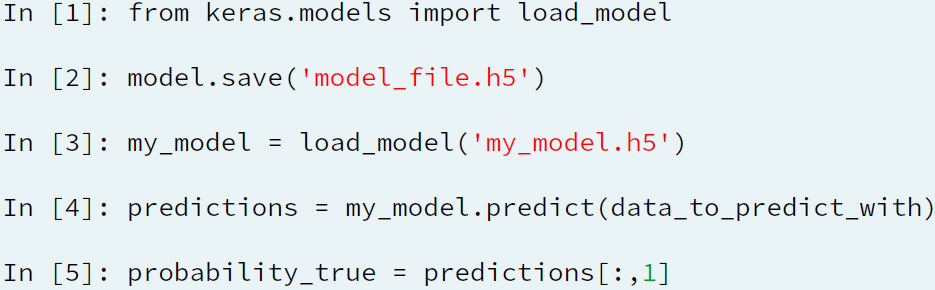 In [1]: from keras.models import load_model
In [2]: model.save('model_file.h5')
In [3]: my_model = load_model('my_model.h5')
In [4]: predictions = my_model.predict(data_to_predict_with)
In [5]: probability_true = predictions[:,1]